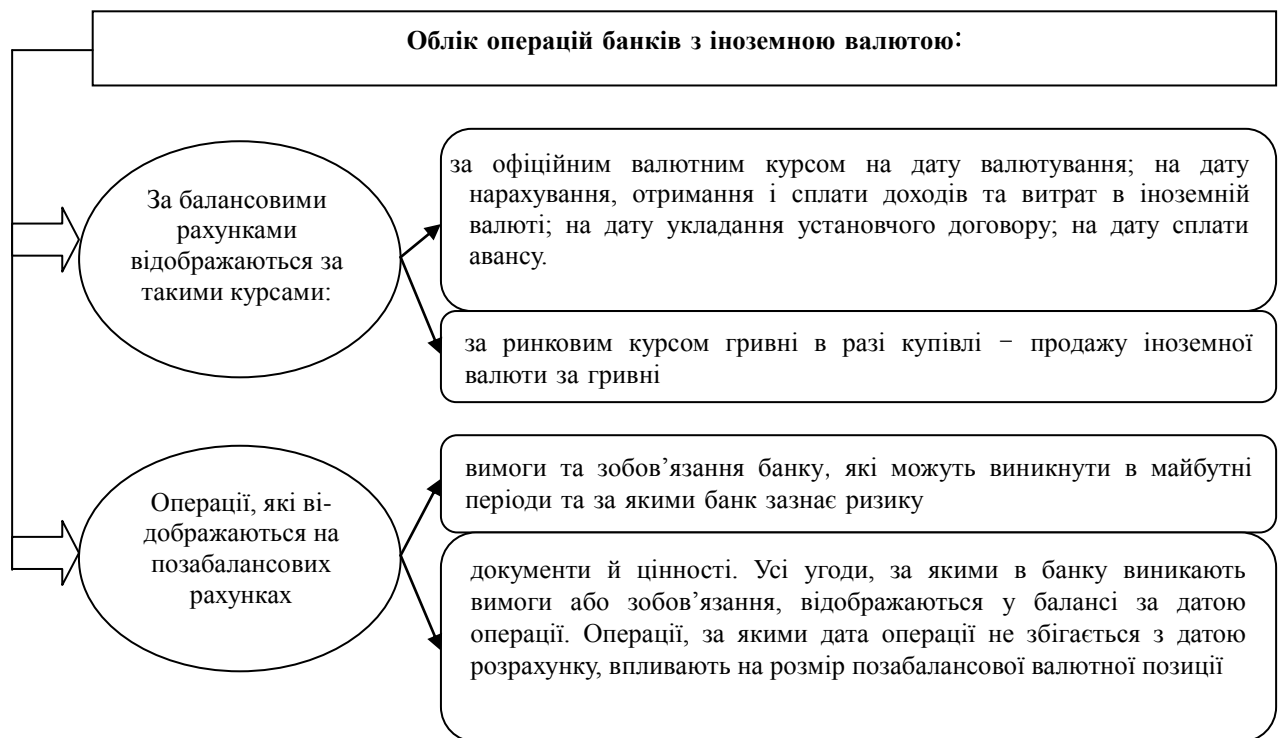 Облік операцій банків з іноземною валютою:
За балансовими
рахунками
відображаються за
такими курсами:
за офіційним валютним курсом на дату валютування; на дату
нарахування, отримання і сплати доходів та витрат в іноземній
валюті; на дату укладання установчого договору; на дату сплати
авансу.
за ринковим курсом гривні в разі купівлі − продажу іноземної
валюти за гривні
Операції, які ві-
дображаються на
позабалансових
рахунках
вимоги та зобов’язання банку, які можуть виникнути в майбутні
періоди та за якими банк зазнає ризику
документи й цінності. Усі угоди, за якими в банку виникають
вимоги або зобов’язання, відображаються у балансі за датою
операції. Операції, за якими дата операції не збігається з датою
розрахунку, впливають на розмір позабалансової валютної позиції